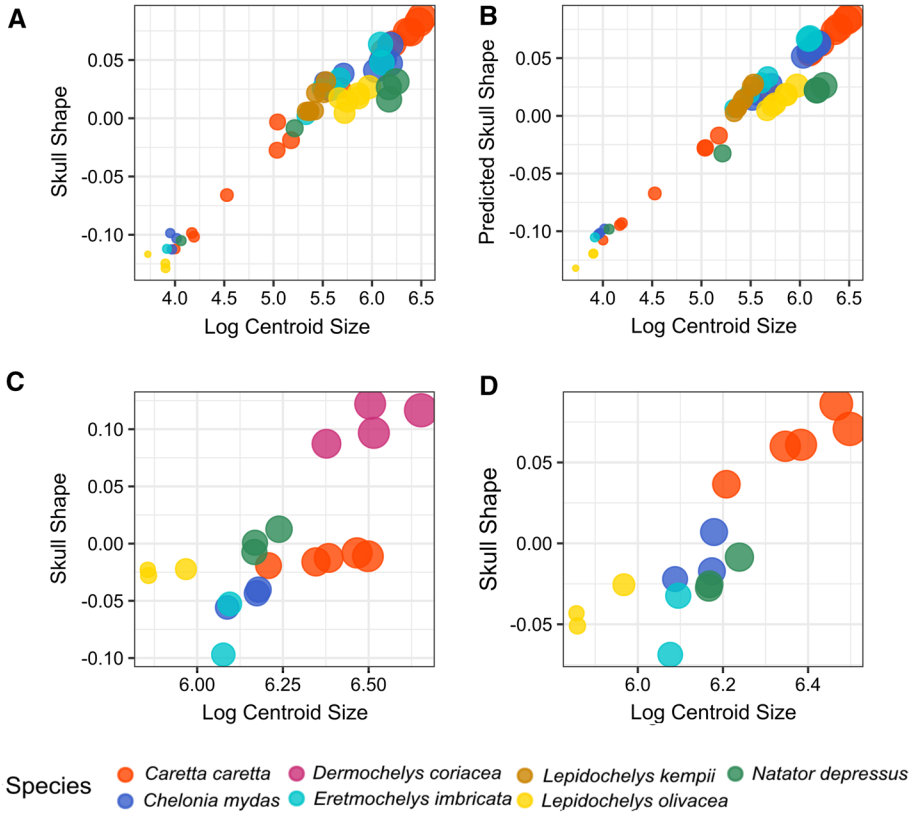 A
0.05
0.00
-0.05
-0.10
Skull Shape
4.0 4.5 5.0 5.5 6.0 6.5
Log Centroid Size
B
0.05
0.00
-0.05
-0.10
Predicted Skull Shape
4.0 4.5 5.0 5.5 6.0 6.5
Log Centroid Size
C
0.10
0.05
0.00
-0.05
-0.10
Skull Shape
6.00 6.25 6.50
Log Centroid Size
D
0.05
0.00
-0.05
Skull Shape
6.0 6.2 6.4
Log Centroid Size
Species
Caretta caretta Dermochelys coriacea Lepidochelys kempii Natator depressus
Chelonia mydas Eretmochelys imbricata Lepidochelys olivacea